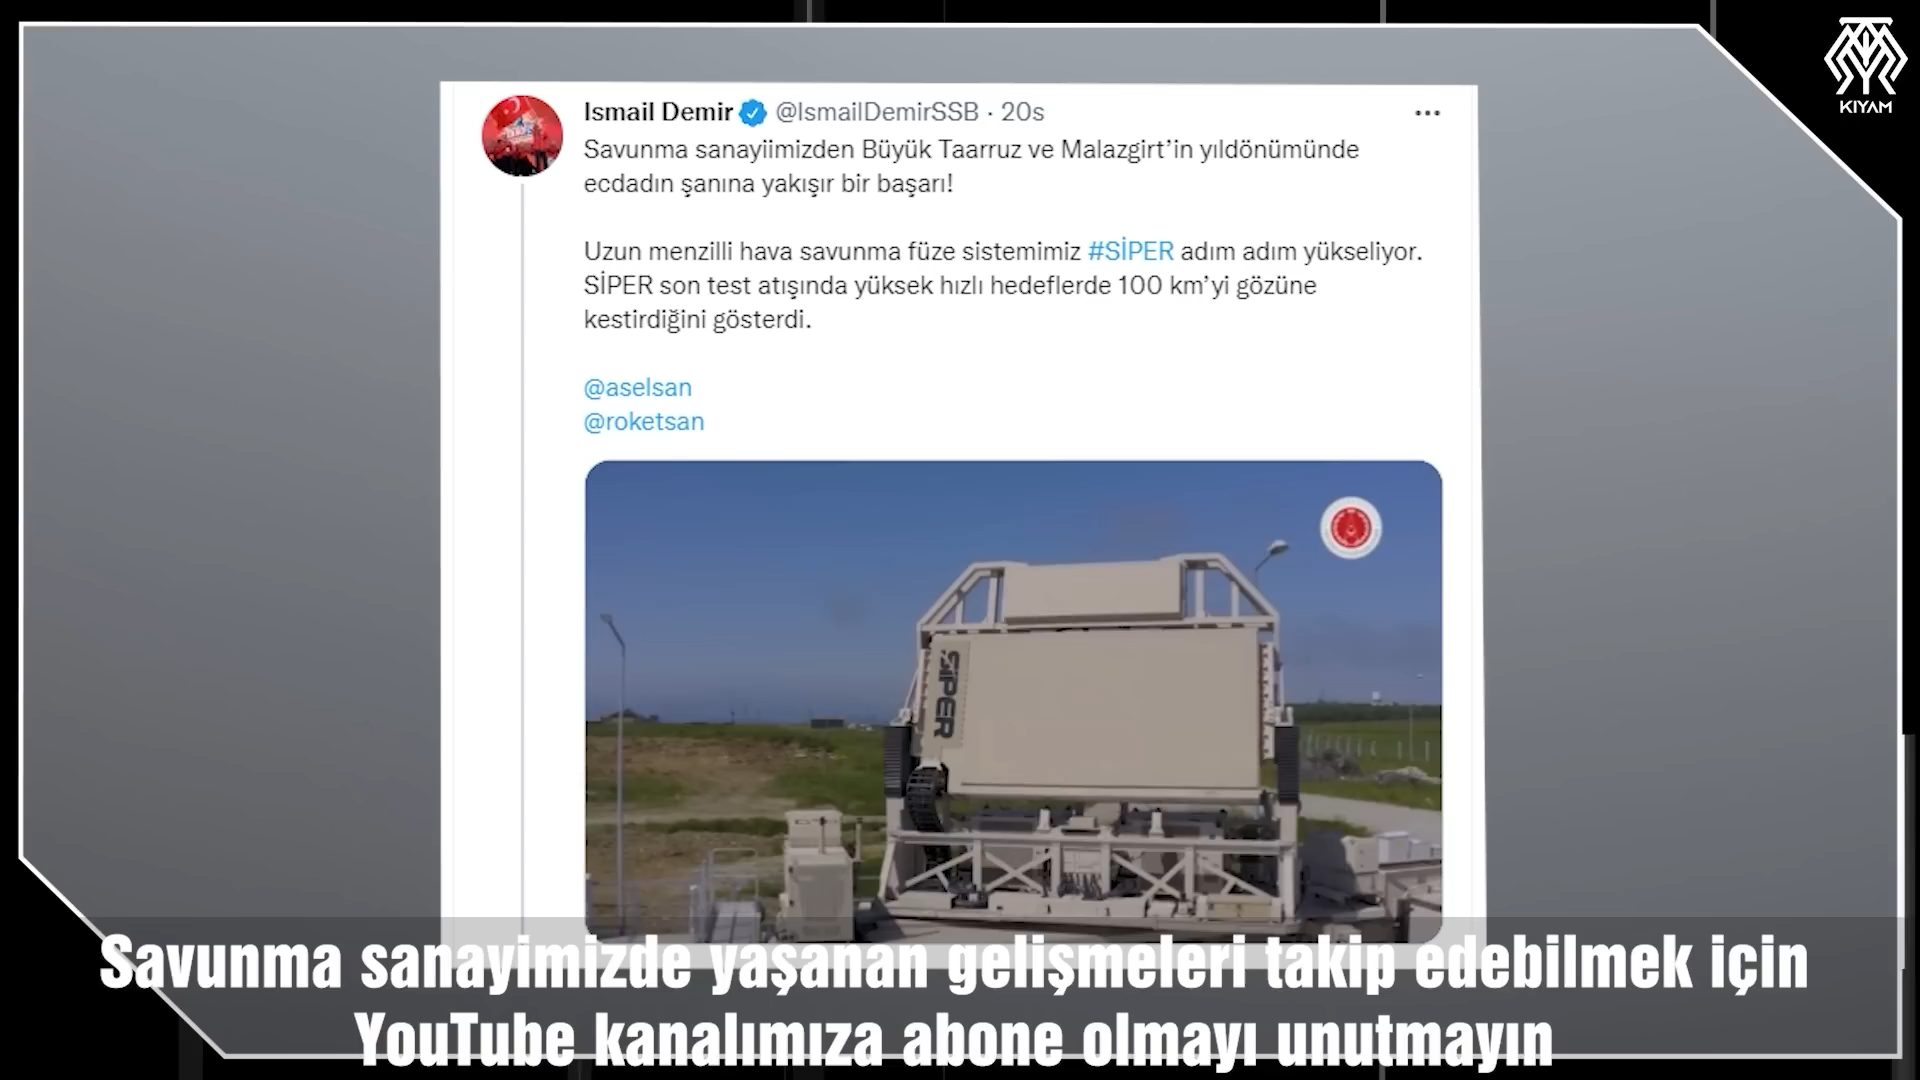 KIYAM
Ismail Demir @IsmailDemirSSB · 20s
Savunma sanayiimizden Büyük Taarruz ve Malazgirt’in yıldönümünde
ecdadın şanına yakışır bir başarı!
Uzun menzilli hava savunma füze sistemimiz #SİPER adım adım yükseliyor.
SİPER son test atışında yüksek hızlı hedeflerde 100 km’yi gözüne
kestirdiğini gösterdi.
@aselsan
@roketsan
SİPER
Savunma sanayimizde yaşanan gelişmeleri takip edebilmek için
YouTube kanalımıza abone olmayı unutmayın